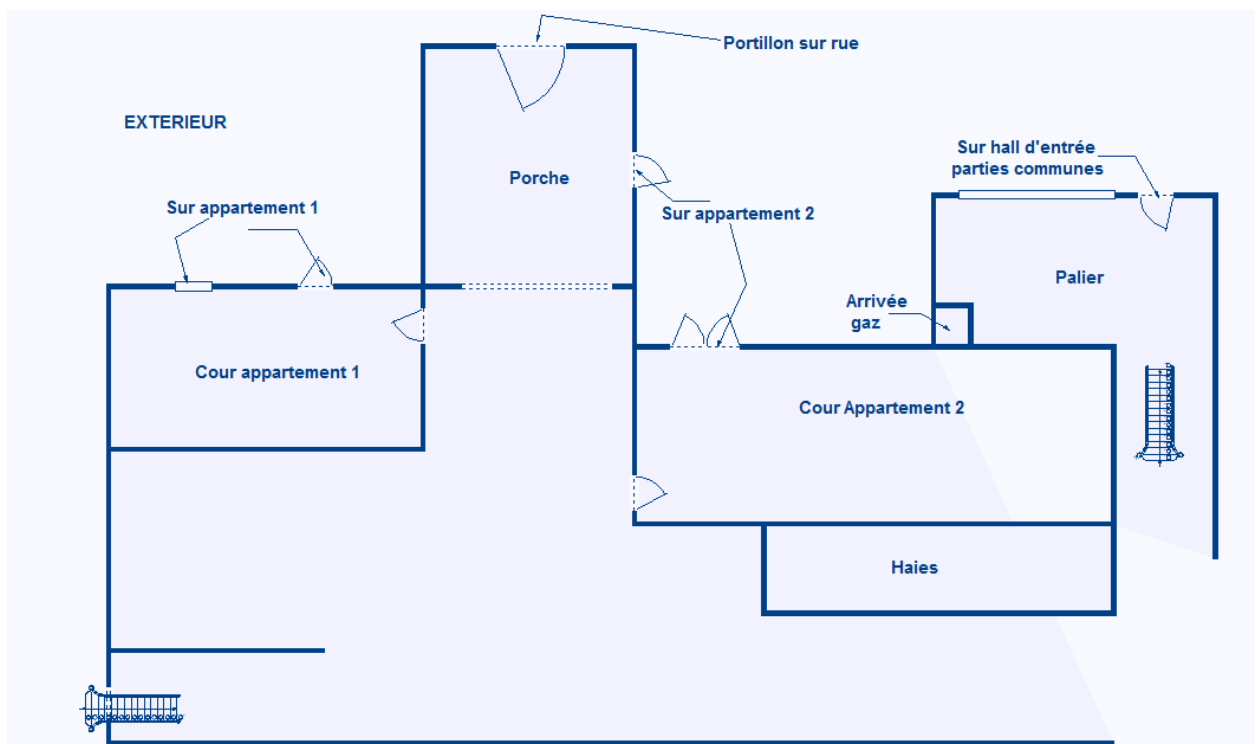 Portillon sur rue
EXTERIEUR
Sur hall d'entrée
parties communes
Porche
Sur appartement 1
Sur appartement 2
Palier
Arrivée
gaz
Cour appartement 1
Cour Appartement 2
Haies